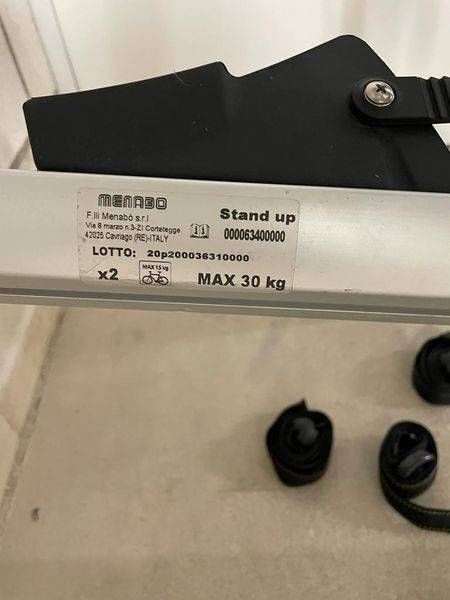 MENABO
F.lli Menabò s.r.l
Via 8 marzo n.3-ZI Cortetegge
42025 Cavriago (RE)-ITALY
Stand up
000063400000
LOTTO: 20p200036310000
x2
MAX 15 kg
MAX 30 kg